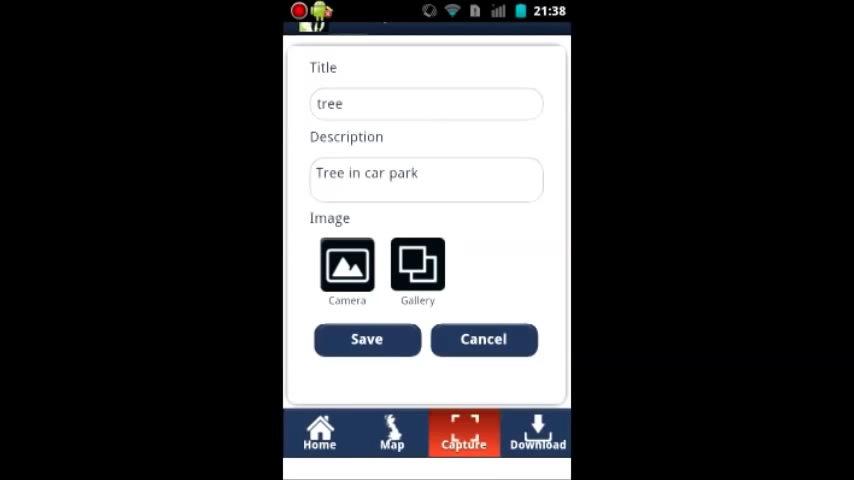 21:38
Title
tree
Description
Tree in car park
Image
Camera Gallery
Save Cancel
Home Map Capture Download